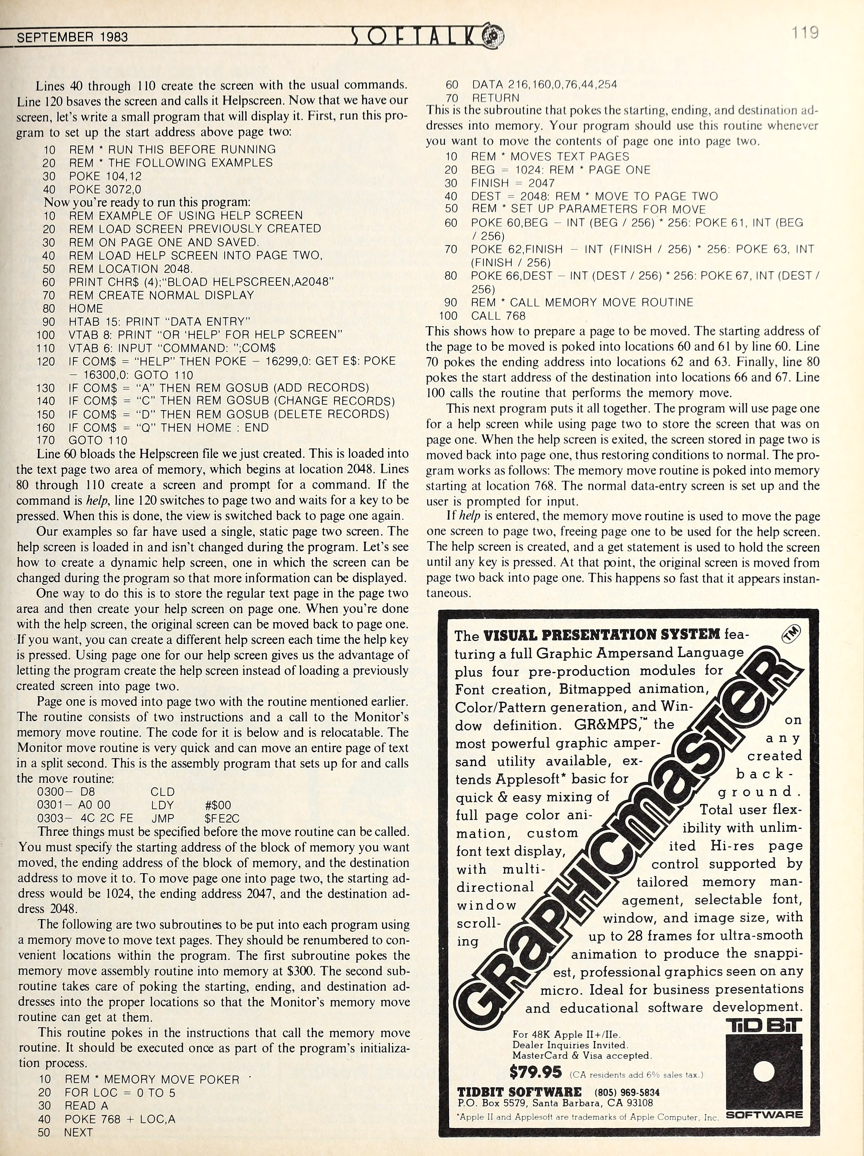 SEPTEMBER 1983
SOFTALK
119
Lines 40 through 110 create the screen with the usual commands.
Line 120 bsaves the screen and calls it Helpscreen. Now that we have our
screen, let's write a small program that will display it. First, run this pro-
gram to set up the start address above page two:
10 REM * RUN THIS BEFORE RUNNING
20 REM * THE FOLLOWING EXAMPLES
30 POKE 104,12
40 POKE 3072,0
Now you're ready to run this program:
10 REM EXAMPLE OF USING HELP SCREEN
20 REM LOAD SCREEN PREVIOUSLY CREATED
30 REM ON PAGE ONE AND SAVED.
40 REM LOAD HELP SCREEN INTO PAGE TWO,
50 REM LOCATION 2048.
60 PRINT CHR$ (4);"BLOAD HELPSCREEN,A2048"
70 REM CREATE NORMAL DISPLAY
80 HOME
90 HTAB 15: PRINT "DATA ENTRY"
100 VTAB 8: PRINT "OR 'HELP' FOR HELP SCREEN"
110 VTAB 6: INPUT "COMMAND: ";COM$
120 IF COM$ = "HELP" THEN POKE – 16299,0: GET E$: POKE
– 16300,0: GOTO 110
130 IF COM$ = "A" THEN REM GOSUB (ADD RECORDS)
140 IF COM$ = "C" THEN REM GOSUB (CHANGE RECORDS)
150 IF COM$ = "D" THEN REM GOSUB (DELETE RECORDS)
160 IF COM$ = "Q" THEN HOME : END
170 GOTO 110
Line 60 bloads the Helpscreen file we just created. This is loaded into
the text page two area of memory, which begins at location 2048. Lines
80 through 110 create a screen and prompt for a command. If the
command is help, line 120 switches to page two and waits for a key to be
pressed. When this is done, the view is switched back to page one again.
Our examples so far have used a single, static page two screen. The
help screen is loaded in and isn't changed during the program. Let's see
how to create a dynamic help screen, one in which the screen can be
changed during the program so that more information can be displayed.
One way to do this is to store the regular text page in the page two
area and then create your help screen on page one. When you're done
with the help screen, the original screen can be moved back to page one.
If you want, you can create a different help screen each time the help key
is pressed. Using page one for our help screen gives us the advantage of
letting the program create the help screen instead of loading a previously
created screen into page two.
Page one is moved into page two with the routine mentioned earlier.
The routine consists of two instructions and a call to the Monitor's
memory move routine. The code for it is below and is relocatable. The
Monitor move routine is very quick and can move an entire page of text
in a split second. This is the assembly program that sets up for and calls
the move routine:
0300– D8 CLD
0301– A0 00 LDY #$00
0303– 4C 2C FE JMP $FE2C
Three things must be specified before the move routine can be called.
You must specify the starting address of the block of memory you want
moved, the ending address of the block of memory, and the destination
address to move it to. To move page one into page two, the starting ad-
dress would be 1024, the ending address 2047, and the destination ad-
dress 2048.
The following are two subroutines to be put into each program using
a memory move to move text pages. They should be renumbered to con-
venient locations within the program. The first subroutine pokes the
memory move assembly routine into memory at $300. The second sub-
routine takes care of poking the starting, ending, and destination ad-
dresses into the proper locations so that the Monitor's memory move
routine can get at them.
This routine pokes in the instructions that call the memory move
routine. It should be executed once as part of the program's initializa-
tion process.
10 REM * MEMORY MOVE POKER
20 FOR LOC = 0 TO 5
30 READ A
40 POKE 768 + LOC,A
50 NEXT
60 DATA 216,160,0,76,44,254
70 RETURN
This is the subroutine that pokes the starting, ending, and destination ad-
dresses into memory. Your program should use this routine whenever
you want to move the contents of page one into page two.
10 REM * MOVES TEXT PAGES
20 BEG = 1024: REM * PAGE ONE
30 FINISH = 2047
40 DEST = 2048: REM * MOVE TO PAGE TWO
50 REM * SET UP PARAMETERS FOR MOVE
60 POKE 60,BEG – INT (BEG / 256) * 256: POKE 61, INT (BEG
/ 256)
70 POKE 62,FINISH – INT (FINISH / 256) * 256: POKE 63, INT
(FINISH / 256)
80 POKE 66,DEST – INT (DEST / 256) * 256: POKE 67, INT (DEST /
256)
90 REM * CALL MEMORY MOVE ROUTINE
100 CALL 768
This shows how to prepare a page to be moved. The starting address of
the page to be moved is poked into locations 60 and 61 by line 60. Line
70 pokes the ending address into locations 62 and 63. Finally, line 80
pokes the start address of the destination into locations 66 and 67. Line
100 calls the routine that performs the memory move.
This next program puts it all together. The program will use page one
for a help screen while using page two to store the screen that was on
page one. When the help screen is exited, the screen stored in page two is
moved back into page one, thus restoring conditions to normal. The pro-
gram works as follows: The memory move routine is poked into memory
starting at location 768. The normal data-entry screen is set up and the
user is prompted for input.
If help is entered, the memory move routine is used to move the page
one screen to page two, freeing page one to be used for the help screen.
The help screen is created, and a get statement is used to hold the screen
until any key is pressed. At that point, the original screen is moved from
page two back into page one. This happens so fast that it appears instan-
taneous.
The VISUAL PRESENTATION SYSTEM fea-
turing a full Graphic Ampersand Language
plus four pre-production modules for
Font creation, Bitmapped animation,
Color/Pattern generation, and Win-
dow definition. GR&MPS,™ the
most powerful graphic amper-
sand utility available, ex-
tends Applesoft* basic for
quick & easy mixing of
full page color ani-
mation, custom
font text display,
with multi-
directional
window
scroll-
ing
GRAPHICMASTER
TM
on
any
created
back-
ground.
Total user flex-
ibility with unlim-
ited Hi-res page
control supported by
tailored memory man-
agement, selectable font,
window, and image size, with
up to 28 frames for ultra-smooth
animation to produce the snappi-
est, professional graphics seen on any
micro. Ideal for business presentations
and educational software development.
For 48K Apple II+/IIe.
Dealer Inquiries Invited.
MasterCard & Visa accepted.
$79.95 (CA residents add 6% sales tax.)
TIDBIT SOFTWARE (805) 969-5834
P.O. Box 5579, Santa Barbara, CA 93108
*Apple II and Applesoft are trademarks of Apple Computer, Inc.
TiD BiT
SOFTWARE